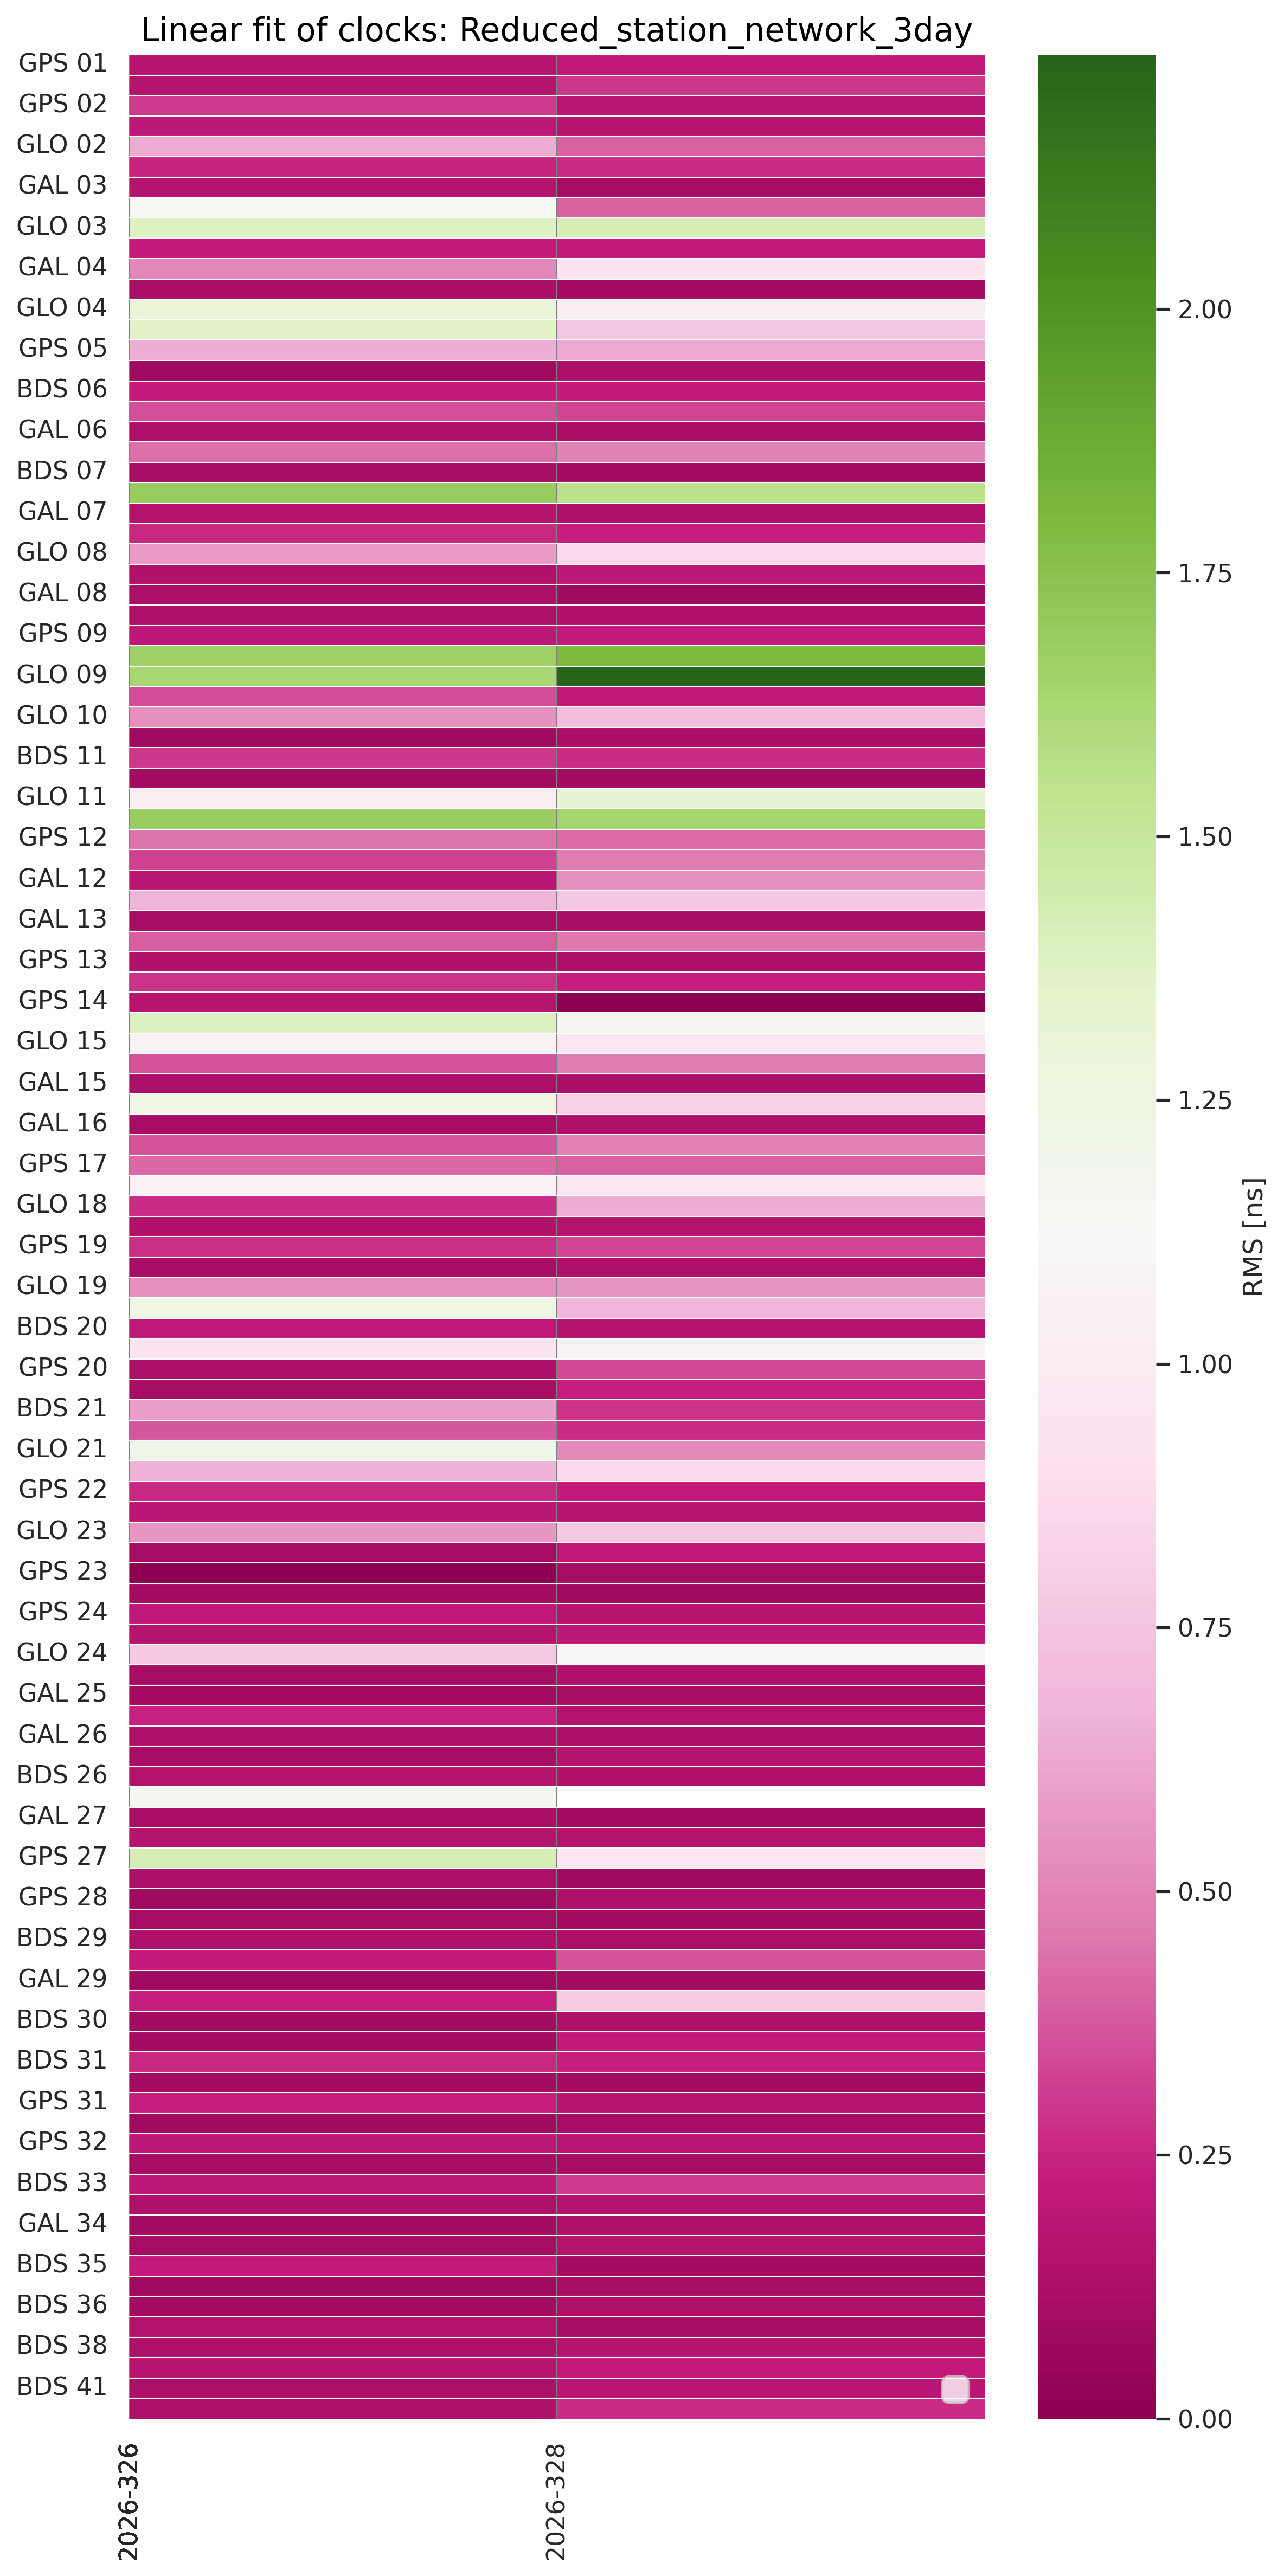 Linear fit of clocks: Reduced_station_network_3day
GPS 01
GPS 02
GLO 02
GAL 03
GLO 03
GAL 04
GLO 04
GPS 05
BDS 06
GAL 06
BDS 07
GAL 07
GLO 08
GAL 08
GPS 09
GLO 09
GLO 10
BDS 11
GLO 11
GPS 12
GAL 12
GAL 13
GPS 13
GPS 14
GLO 15
GAL 15
GAL 16
GPS 17
GLO 18
GPS 19
GLO 19
BDS 20
GPS 20
BDS 21
GLO 21
GPS 22
GLO 23
GPS 23
GPS 24
GLO 24
GAL 25
GAL 26
BDS 26
GAL 27
GPS 27
GPS 28
BDS 29
GAL 29
BDS 30
BDS 31
GPS 31
GPS 32
BDS 33
GAL 34
BDS 35
BDS 36
BDS 38
BDS 41
2026-326
2026-328
2.00
1.75
1.50
1.25
1.00
0.75
0.50
0.25
0.00
RMS [ns]